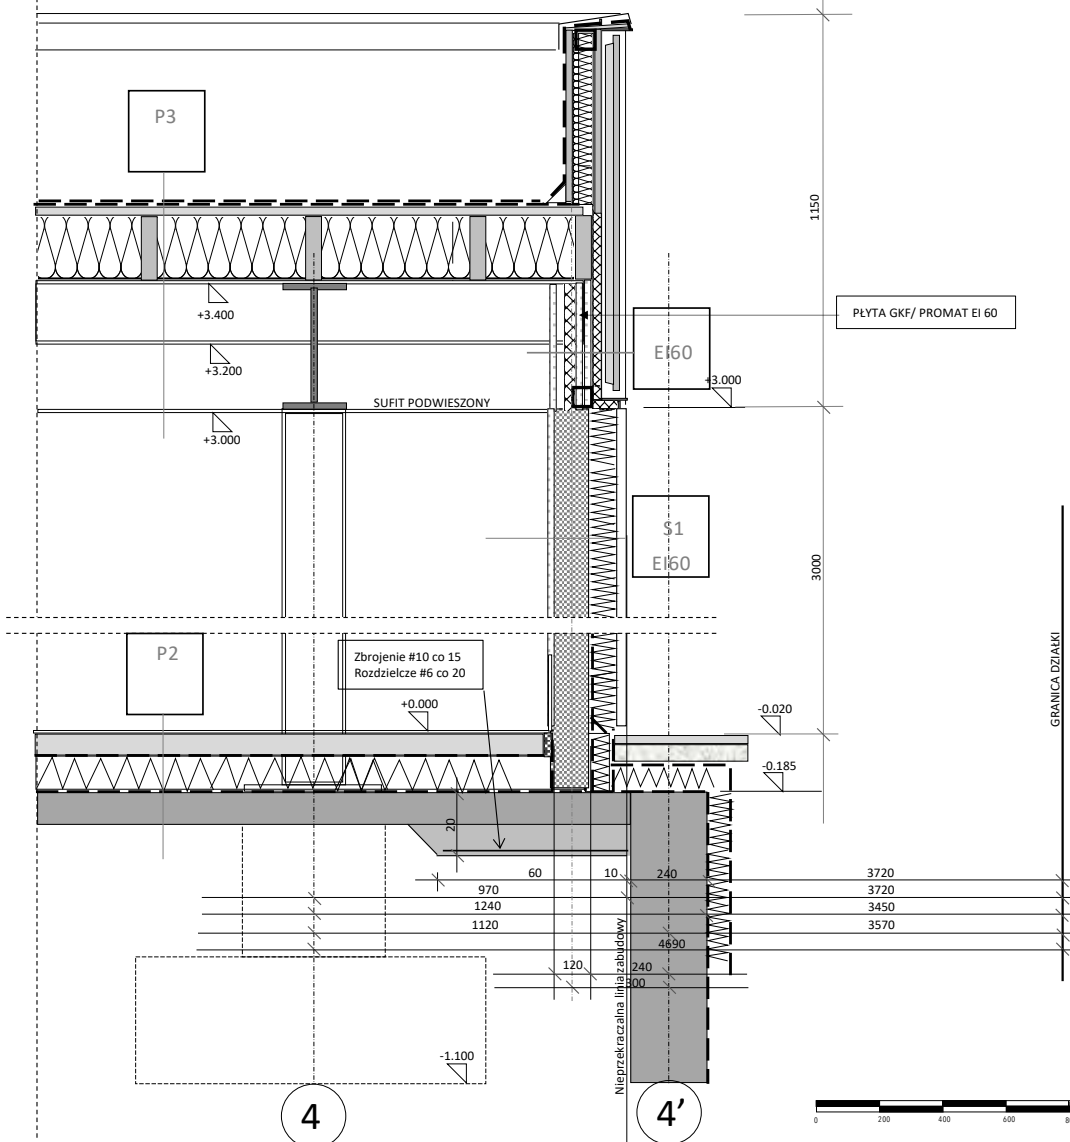 P3
1150
+3.400
PŁYTA GKF/ PROMAT EI 60
EI60
+3.200
+3.000
SUFIT PODWIESZONY
+3.000
S1
EI60
3000
GRANICA DZIAŁKI
P2
Zbrojenie #10 co 15
Rozdzielcze #6 co 20
+0.000
-0.020
-0.185
20
60
10
240
3720
970
3720
1240
3450
1120
3570
4690
120
240
300
Nieprzekraczalna linia zabudowy
-1.100
4
4’
0
200
400
600